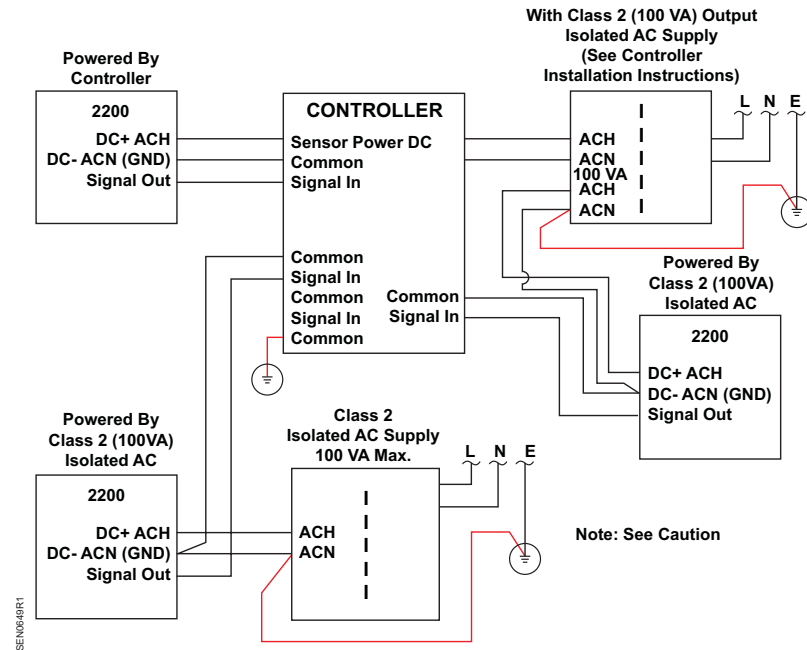 With Class 2 (100 VA) Output
Isolated AC Supply
(See Controller
Installation Instructions)
L N E
Powered By
Controller
2200
DC+ ACH
DC- ACN (GND)
Signal Out
CONTROLLER
Sensor Power DC
Common
Signal In
Common
Signal In
Common
Signal In
Common
Common
Signal In
ACH
ACN
100 VA
ACH
ACN
Powered By
Class 2 (100VA)
Isolated AC
2200
DC+ ACH
DC- ACN (GND)
Signal Out
Powered By
Class 2 (100VA)
Isolated AC
2200
DC+ ACH
DC- ACN (GND)
Signal Out
Class 2
Isolated AC Supply
100 VA Max.
L N E
ACH
ACN
Note: See Caution
SEN0649R1